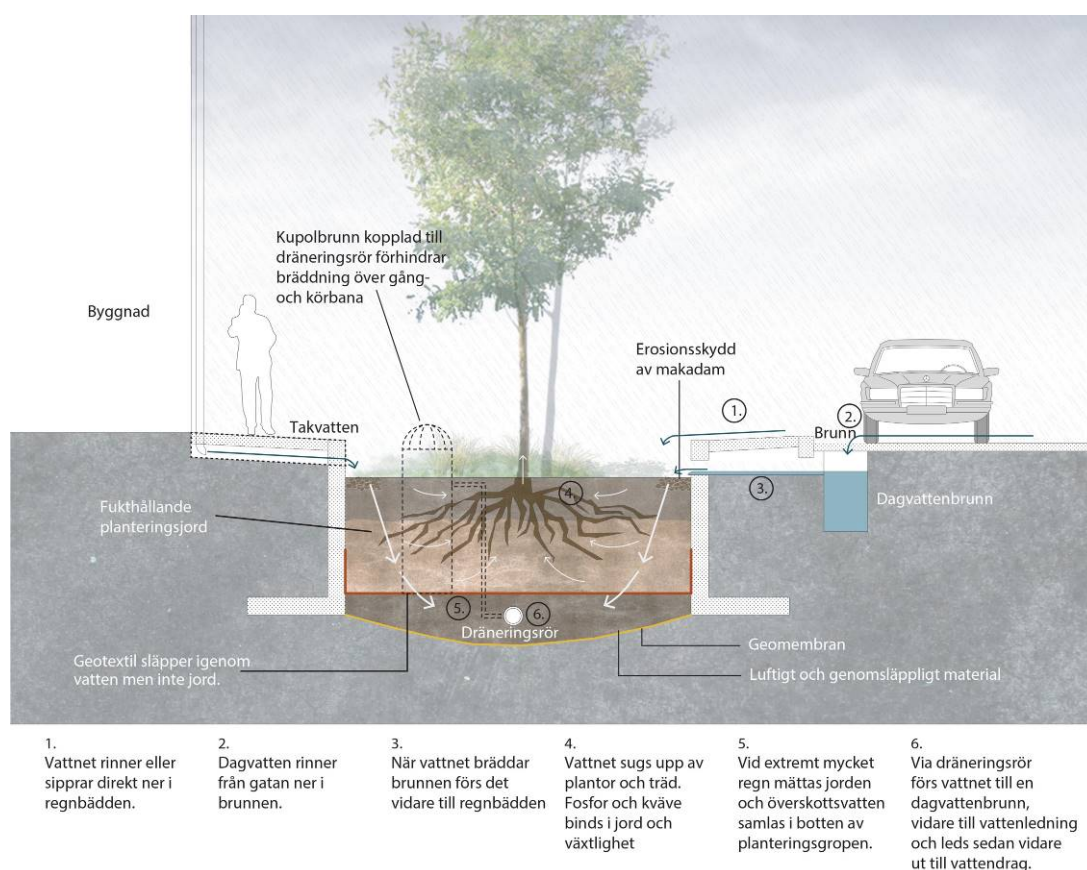 Kupolbrunn kopplad till
dräneringsrör förhindrar
bräddning över gång-
och körbana
Byggnad
Erosionsskydd
av makadam
1.
2.
Takvatten
Brunn
3.
4.
Dagvattenbrunn
Fukthållande
planteringsjord
5.
6.
Dräneringsrör
Geotextil släpper igenom
vatten men inte jord.
Geomembran
Luftigt och genomsläppligt material
1.
Vattnet rinner eller
sipprar direkt ner i
regnbädden.
2.
Dagvatten rinner
från gatan ner i
brunnen.
3.
När vattnet bräddar
brunnen förs det
vidare till regnbädden
4.
Vattnet sugs upp av
plantor och träd.
Fosfor och kväve
binds i jord och
växtlighet
5.
Vid extremt mycket
regn mättas jorden
och överskottsvatten
samlas i botten av
planteringsgropen.
6.
Via dräneringsrör
förs vattnet till en
dagvattenbrunn,
vidare till vattenledning
och leds sedan vidare
ut till vattendrag.